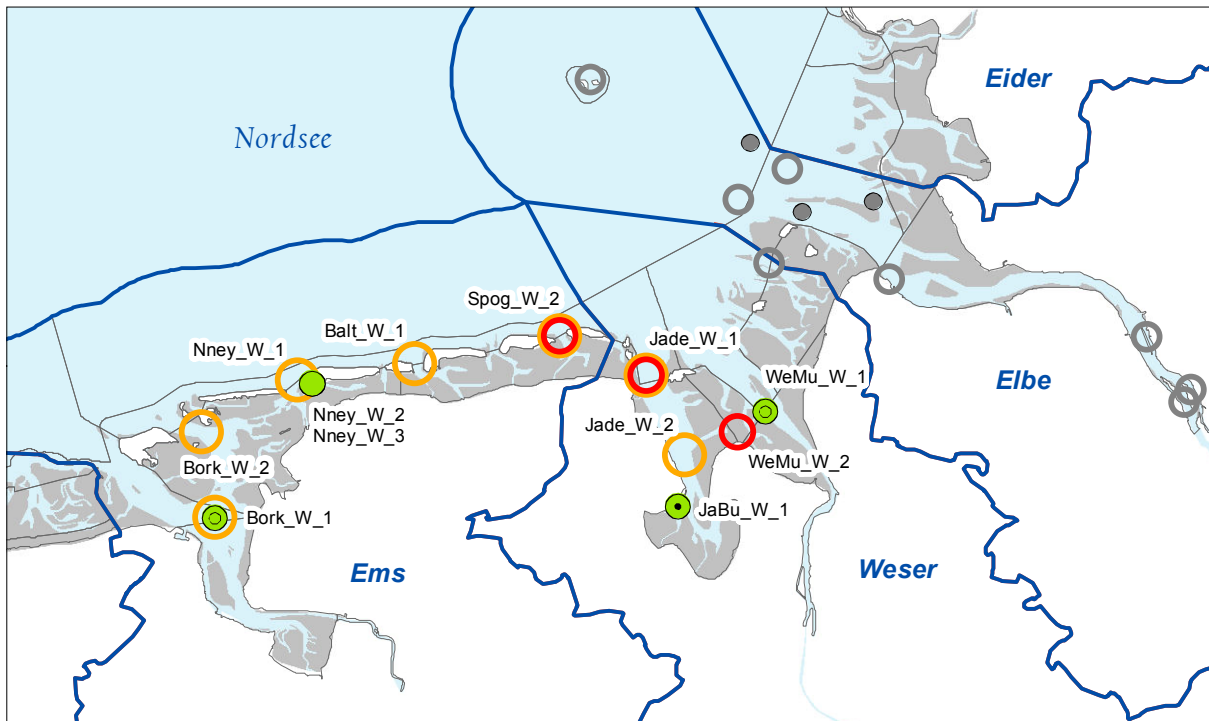 Eider
Nordsee
Spog_W_2
Balt_W_1
Jade_W_1
Nney_W_1
WeMu_W_1
Elbe
Nney_W_2
Nney_W_3
Jade_W_2
WeMu_W_2
Bork_W_2
JaBu_W_1
Bork_W_1
Ems
Weser